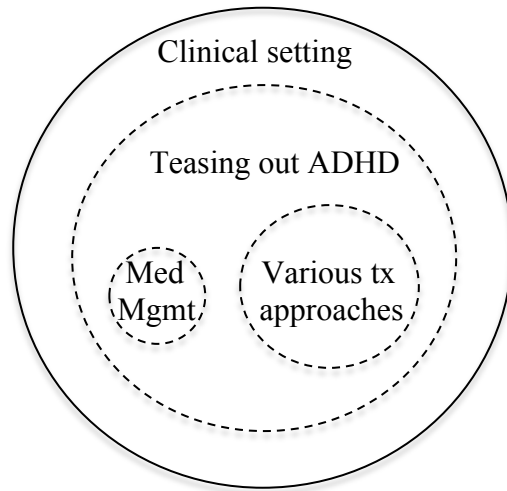 Clinical setting
Teasing out ADHD
Med
Mgmt
Various tx
approaches